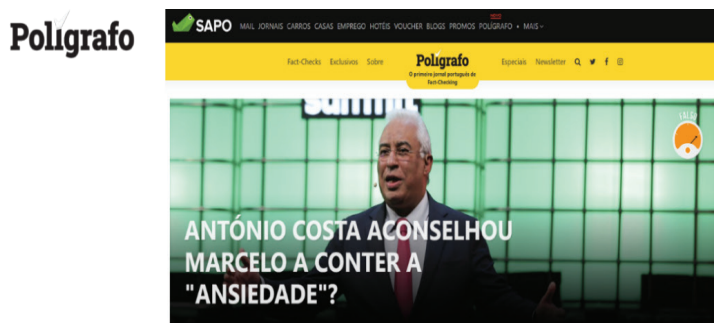 Polígrafo
SAPO MAIL JORNAIS CARROS CASAS EMPREGO HOTÉIS VOUCHER BLOGS PROMOS POLÍGRAFO • MAIS
Fact-Checks Exclusivos Sobre
Polígrafo
O primeiro jornal português de
Fact-Checking
Especiais Newsletter
summit
FALSO
ANTÓNIO COSTA ACONSELHOU
MARCELO A CONTER A
"ANSIEDADE"?